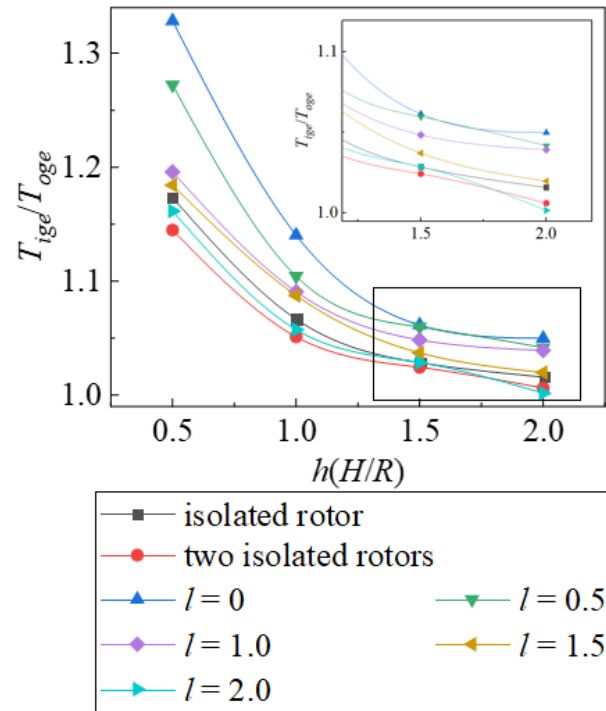 1.3
1.2
1.1
1.0
T_ige/T_oge
0.5 1.0 1.5 2.0
h(H/R)
1.1
1.0
T_ige/T_oge
1.5 2.0
isolated rotor
two isolated rotors
l = 0 l = 0.5
l = 1.0 l = 1.5
l = 2.0